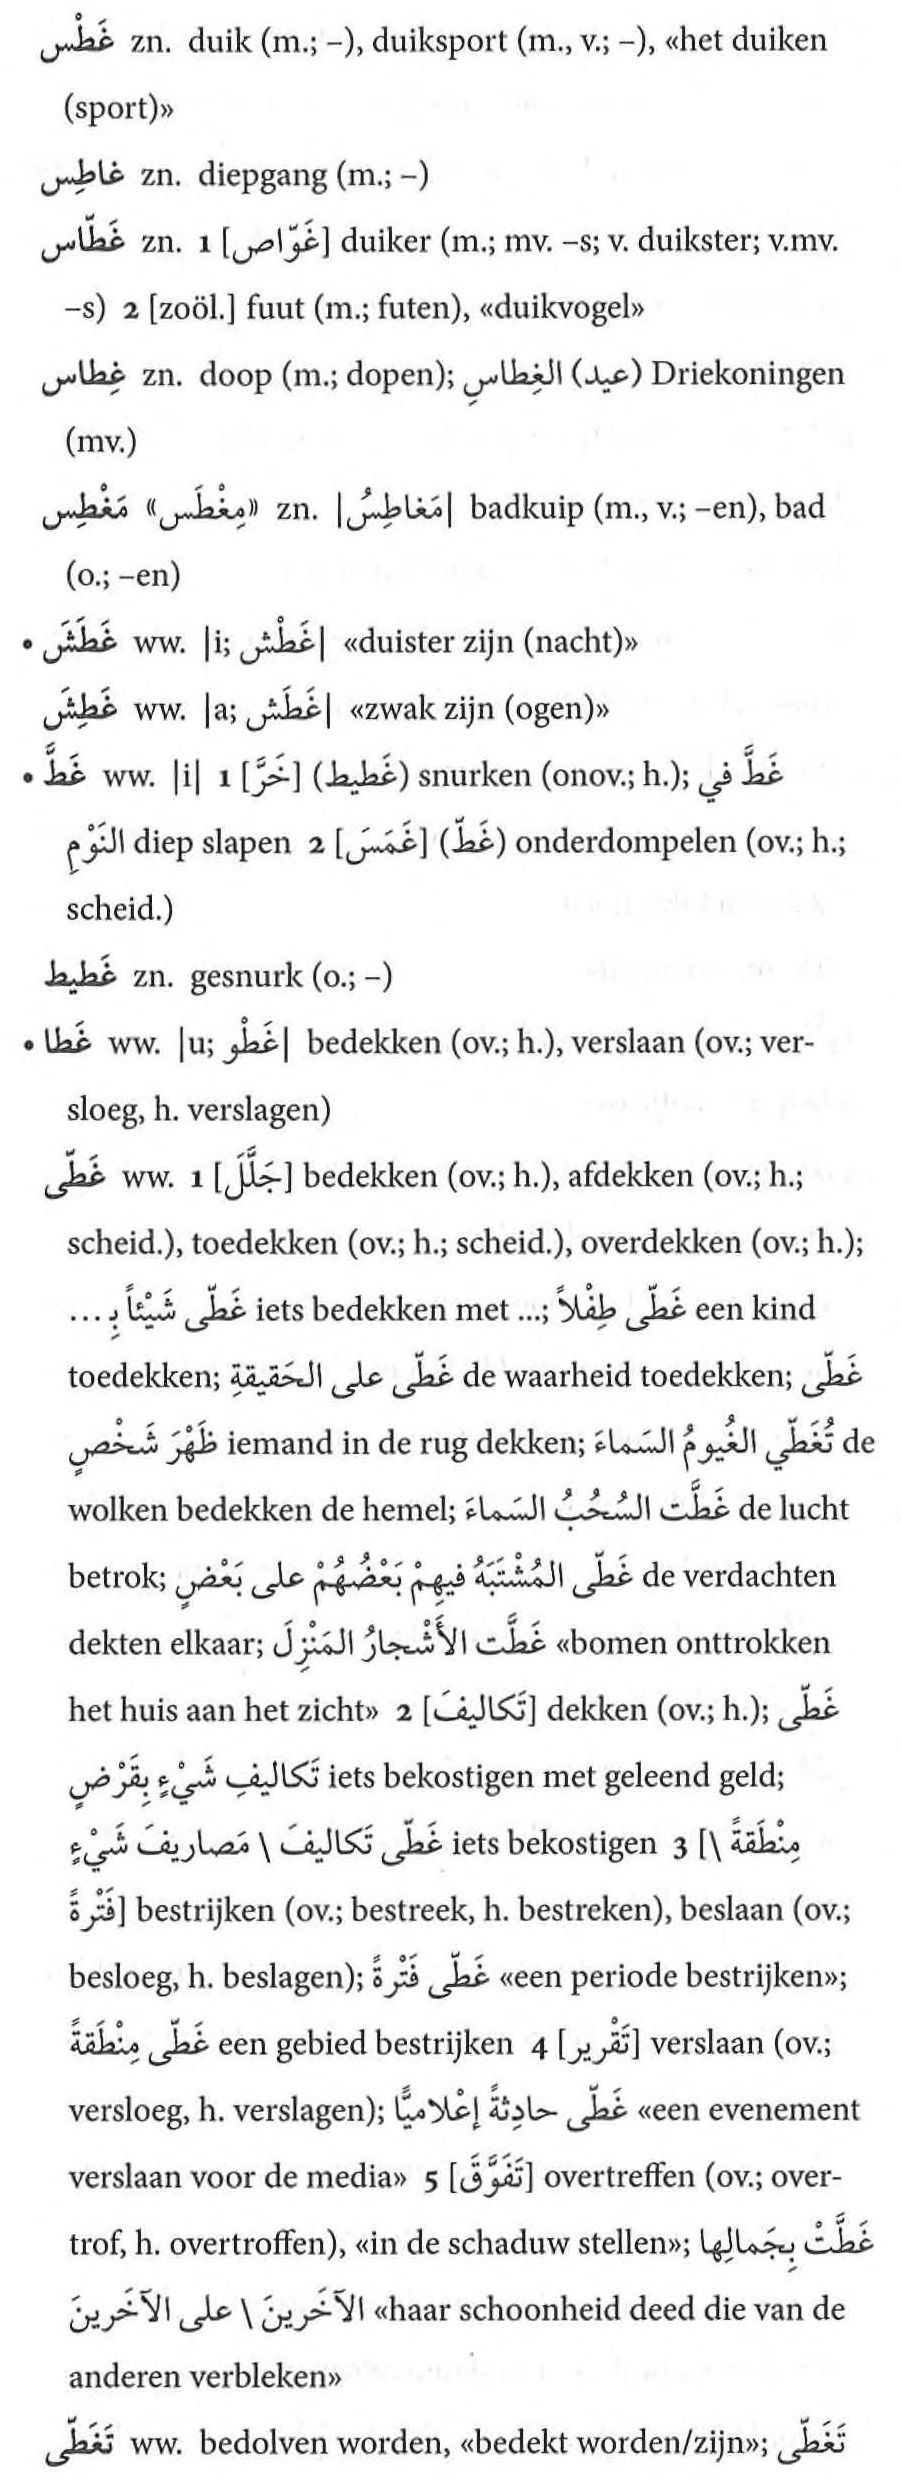 غَطْس zn. duik (m.; –), duiksport (m., v.; –), «het duiken
(sport)»
غاطِس zn. diepgang (m.; –)
غَطّاس zn. 1 [غَوّاص] duiker (m.; mv. –s; v. duikster; v.mv.
–s) 2 [zoöl.] fuut (m.; futen), «duikvogel»
غِطاس zn. doop (m.; dopen); (عيد) الغِطاسِ Driekoningen
(mv.)
مَغْطِس «مِغْطَس» zn. |مَغاطِسُ| badkuip (m., v.; –en), bad
(o.; –en)
• غَطَشَ ww. |i; غَطْش| «duister zijn (nacht)»
غَطِشَ ww. |a; غَطَش| «zwak zijn (ogen)»
• غَطَّ ww. |i| 1 [خَرَّ] (غَطيط) snurken (onov.; h.); غَطَّ في
النَوْمِ diep slapen 2 [غَمَسَ] (غَطّ) onderdompelen (ov.; h.;
scheid.)
غَطيط zn. gesnurk (o.; –)
• غَطا ww. |u; غَطْو| bedekken (ov.; h.), verslaan (ov.; ver-
sloeg, h. verslagen)
غَطّى ww. 1 [جَلَّلَ] bedekken (ov.; h.), afdekken (ov.; h.;
scheid.), toedekken (ov.; h.; scheid.), overdekken (ov.; h.);
غَطّى شَيْئاً بِـ... iets bedekken met ...; غَطّى طِفْلاً een kind
toedekken; غَطّى على الحَقيقةِ de waarheid toedekken; غَطّى
ظَهْرَ شَخْصٍ iemand in de rug dekken; تُغَطّي الغُيومُ السَماءَ de
wolken bedekken de hemel; غَطَّت السُحُبُ السَماءَ de lucht
betrok; غَطّى المُشْتَبَهُ فيهِمْ بَعْضُهُمْ على بَعْضٍ de verdachten
dekten elkaar; غَطَّت الأَشْجارُ المَنْزِلَ «bomen onttrokken
het huis aan het zicht» 2 [تَكاليفَ] dekken (ov.; h.); غَطّى
تَكاليفِ شَيْءٍ بِقَرْضٍ iets bekostigen met geleend geld;
غَطّى تَكاليفَ \ مَصاريفَ شَيْءٍ iets bekostigen 3 [مِنْطَقةً \
فَتْرةً] bestrijken (ov.; bestreek, h. bestreken), beslaan (ov.;
besloeg, h. beslagen); غَطّى فَتْرةً «een periode bestrijken»;
غَطّى مِنْطَقةً een gebied bestrijken 4 [تَقْرير] verslaan (ov.;
versloeg, h. verslagen); غَطّى حادِثةً إعْلاميًّا «een evenement
verslaan voor de media» 5 [تَفَوَّقَ] overtreffen (ov.; over-
trof, h. overtroffen), «in de schaduw stellen»; غَطَّتْ بِجَمالِها
الآخَرينَ \ على الآخَرينَ «haar schoonheid deed die van de
anderen verbleken»
تَغَطّى ww. bedolven worden, «bedekt worden/zijn»; تَغَطّى